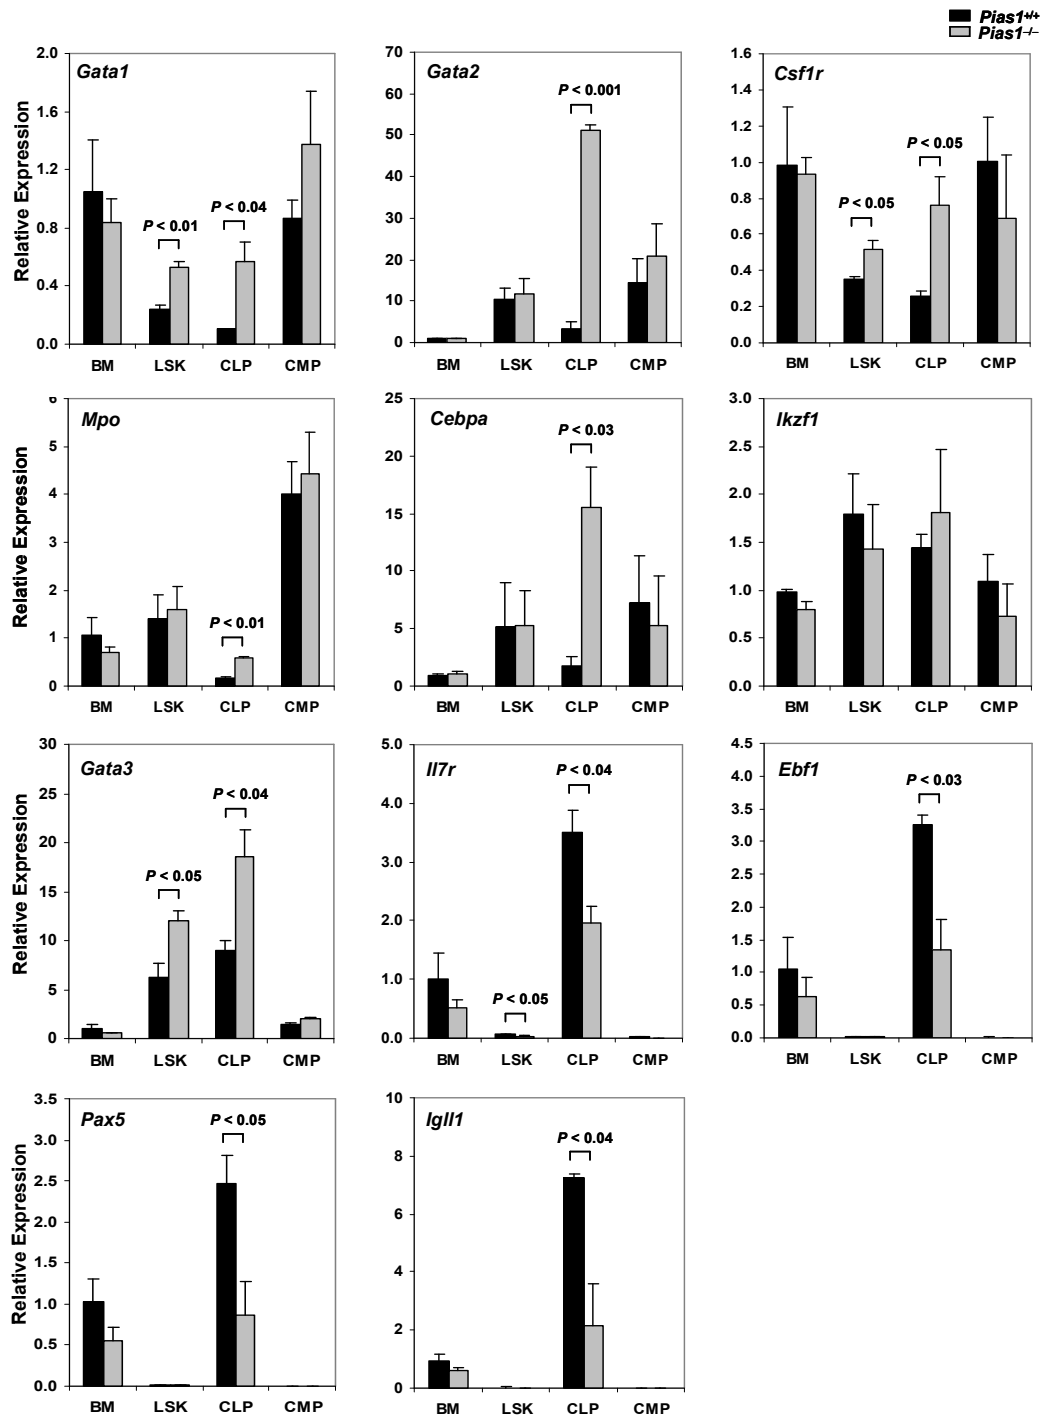 Pias1+/+
Pias1–/–
Gata1
Relative Expression
2.0
1.6
1.2
0.8
0.4
0.0
P < 0.01
P < 0.04
BM LSK CLP CMP
Gata2
70
60
50
40
30
20
10
0
P < 0.001
BM LSK CLP CMP
Csf1r
1.6
1.4
1.2
1.0
0.8
0.6
0.4
0.2
0.0
P < 0.05
P < 0.05
BM LSK CLP CMP
Mpo
Relative Expression
6
5
4
3
2
1
0
P < 0.01
BM LSK CLP CMP
Cebpa
25
20
15
10
5
0
P < 0.03
BM LSK CLP CMP
Ikzf1
3.0
2.5
2.0
1.5
1.0
0.5
0.0
BM LSK CLP CMP
Gata3
Relative Expression
30
25
20
15
10
5
0
P < 0.05
P < 0.04
BM LSK CLP CMP
Il7r
5.0
4.0
3.0
2.0
1.0
0.0
P < 0.05
P < 0.04
BM LSK CLP CMP
Ebf1
4.5
4.0
3.5
3.0
2.5
2.0
1.5
1.0
0.5
0.0
P < 0.03
BM LSK CLP CMP
Pax5
Relative Expression
3.5
3.0
2.5
2.0
1.5
1.0
0.5
0.0
P < 0.05
BM LSK CLP CMP
Igll1
10
8
6
4
2
0
P < 0.04
BM LSK CLP CMP